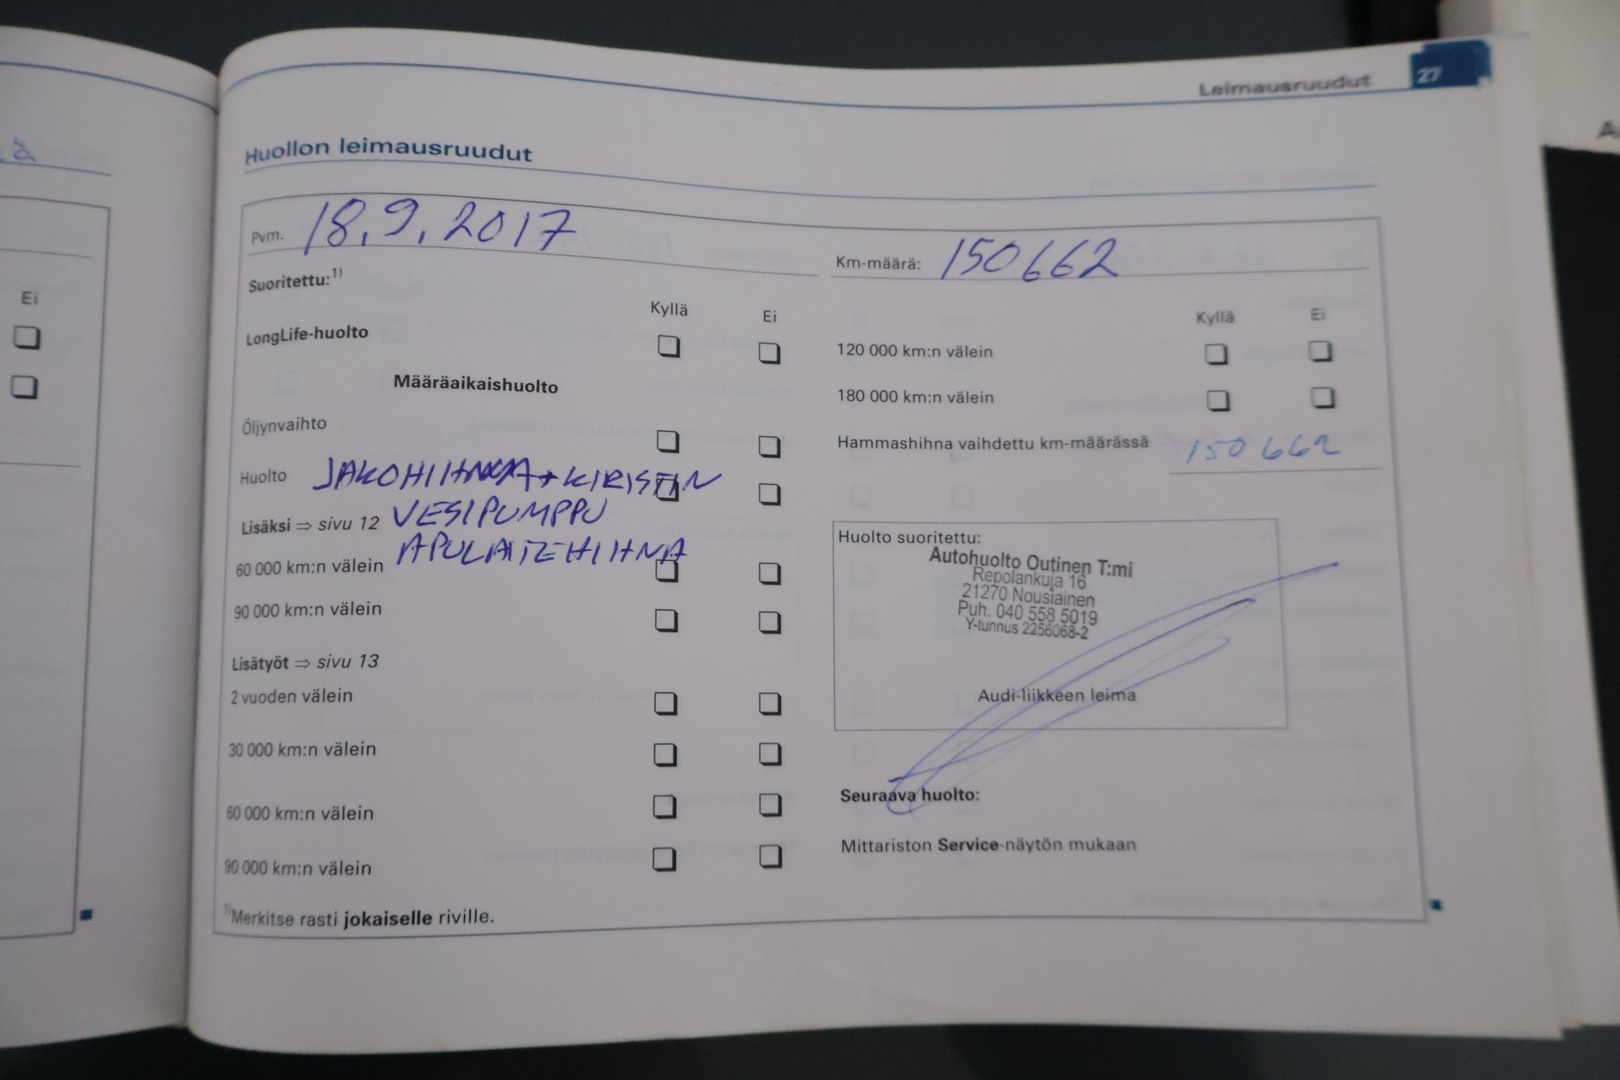 Leimausruudut 27
Huollon leimausruudut
Pvm. 18.9.2017
Km-määrä: 150662
Suoritettu:1)
Kyllä Ei
LongLife-huolto
Määräaikaishuolto
Öljynvaihto
Huolto JAKOHIHNA + KIRISTIN
VESIPUMPPU
Lisäksi ⇒ sivu 12
APULAITEHIHNA
60 000 km:n välein
90 000 km:n välein
Lisätyöt ⇒ sivu 13
2 vuoden välein
30 000 km:n välein
60 000 km:n välein
90 000 km:n välein
1)Merkitse rasti jokaiselle riville.
Kyllä Ei
120 000 km:n välein
180 000 km:n välein
Hammashihna vaihdettu km-määrässä 150662
Huolto suoritettu:
Autohuolto Outinen T:mi
Repolankuja 16
21270 Nousiainen
Puh. 040 558 5019
Y-tunnus 2256068-2
Audi-liikkeen leima
Seuraava huolto:
Mittariston Service-näytön mukaan
Ei